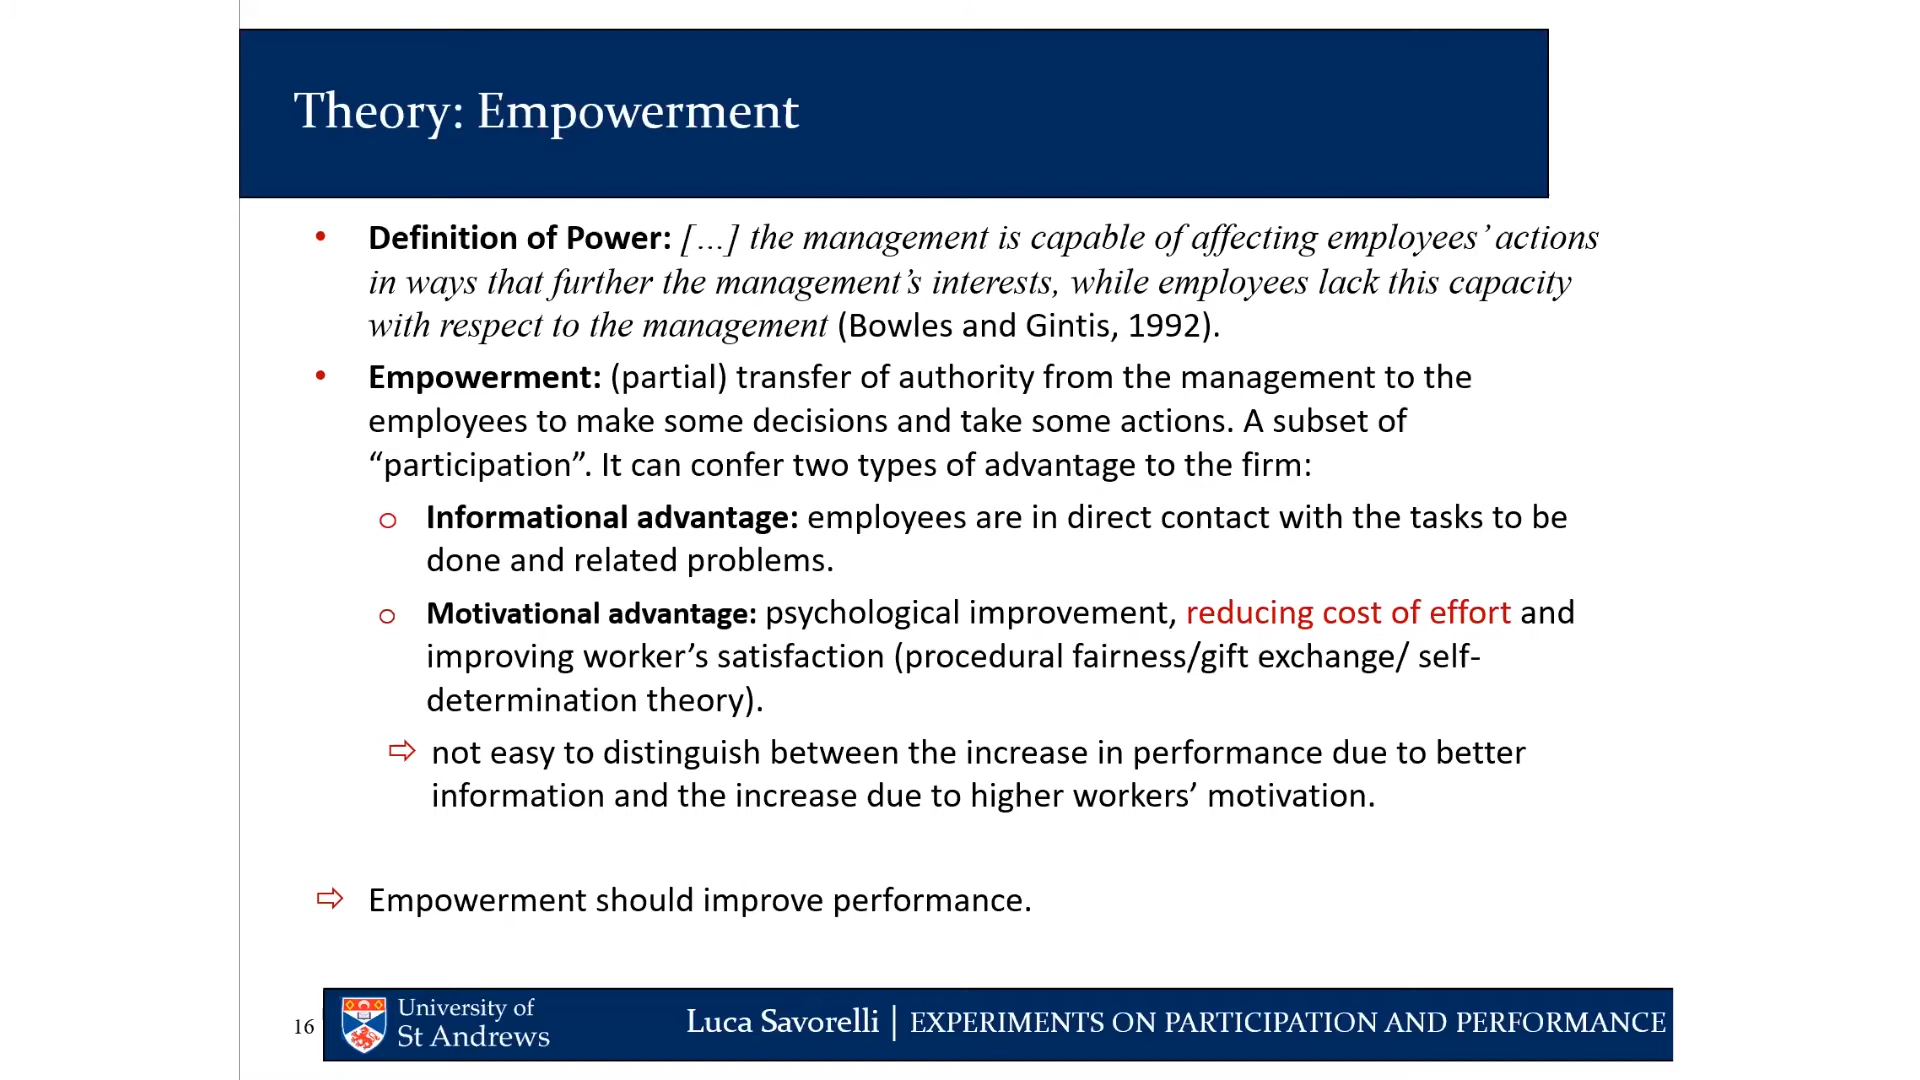 Theory: Empowerment
• Definition of Power: […] the management is capable of affecting employees’ actions
in ways that further the management’s interests, while employees lack this capacity
with respect to the management (Bowles and Gintis, 1992).
• Empowerment: (partial) transfer of authority from the management to the
employees to make some decisions and take some actions. A subset of
“participation”. It can confer two types of advantage to the firm:
o Informational advantage: employees are in direct contact with the tasks to be
done and related problems.
o Motivational advantage: psychological improvement, reducing cost of effort and
improving worker’s satisfaction (procedural fairness/gift exchange/ self-
determination theory).
⇨ not easy to distinguish between the increase in performance due to better
information and the increase due to higher workers’ motivation.
⇨ Empowerment should improve performance.
16
University of
St Andrews
Luca Savorelli | EXPERIMENTS ON PARTICIPATION AND PERFORMANCE